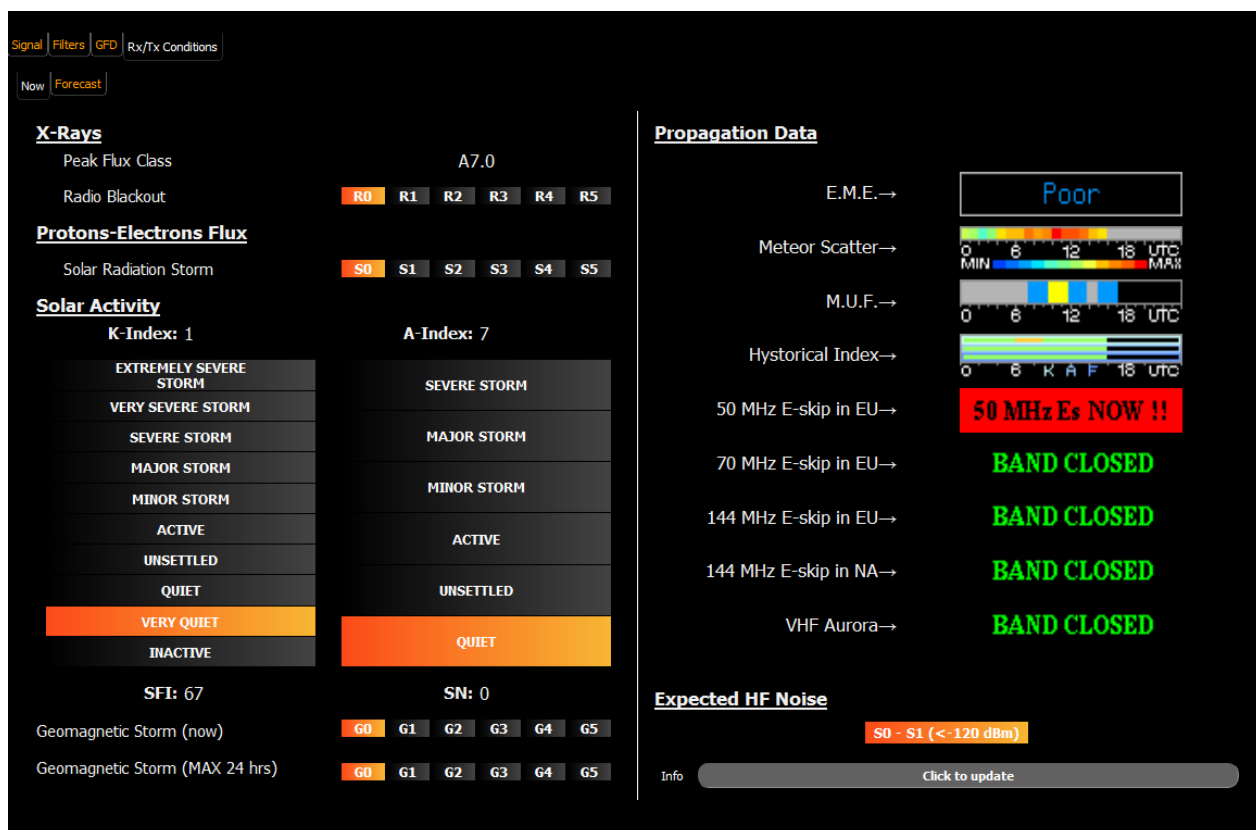 Signal Filters GFD Rx/Tx Conditions
Now Forecast
X-Rays
Peak Flux Class A7.0
Radio Blackout R0 R1 R2 R3 R4 R5
Protons-Electrons Flux
Solar Radiation Storm S0 S1 S2 S3 S4 S5
Solar Activity
K-Index: 1 A-Index: 7
EXTREMELY SEVERE
STORM
VERY SEVERE STORM
SEVERE STORM
MAJOR STORM
MINOR STORM
ACTIVE
UNSETTLED
QUIET
VERY QUIET
INACTIVE
SEVERE STORM
MAJOR STORM
MINOR STORM
ACTIVE
UNSETTLED
QUIET
SFI: 67 SN: 0
Geomagnetic Storm (now) G0 G1 G2 G3 G4 G5
Geomagnetic Storm (MAX 24 hrs) G0 G1 G2 G3 G4 G5
Propagation Data
E.M.E.→ Poor
Meteor Scatter→ 0 6 12 18 UTC
MIN MAX
M.U.F.→ 0 6 12 18 UTC
Hystorical Index→ 0 6 K A F 18 UTC
50 MHz E-skip in EU→ 50 MHz Es NOW !!
70 MHz E-skip in EU→ BAND CLOSED
144 MHz E-skip in EU→ BAND CLOSED
144 MHz E-skip in NA→ BAND CLOSED
VHF Aurora→ BAND CLOSED
Expected HF Noise
S0 - S1 (<-120 dBm)
Info Click to update